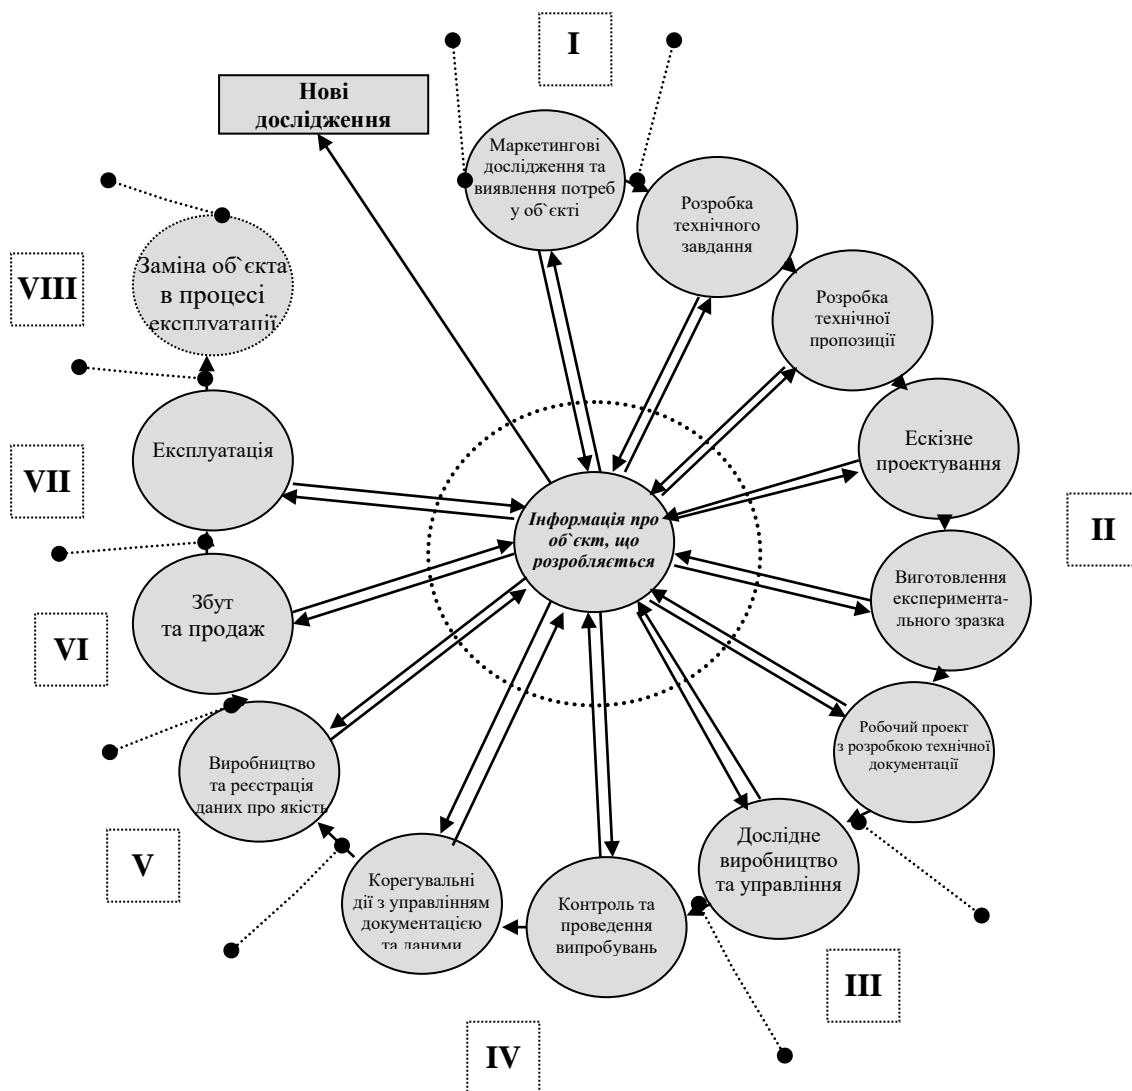 I
Нові
дослідження
Маркетингові
дослідження та
виявлення потреб
у об`єкті
Розробка
технічного
завдання
Розробка
технічної
пропозиції
Ескізне
проектування
II
Виготовлення
експеримента-
льного зразка
Робочий проект
з розробкою технічної
документації
Дослідне
виробництво
та управління
III
Контроль та
проведення
випробувань
IV
Корегувальні
дії з управлінням
документацією
та даними
V
Виробництво
та реєстрація
даних про якість
VI
Збут
та продаж
VII
Експлуатація
VIII
Заміна об`єкта
в процесі
експлуатації
Інформація про
об`єкт, що
розробляється